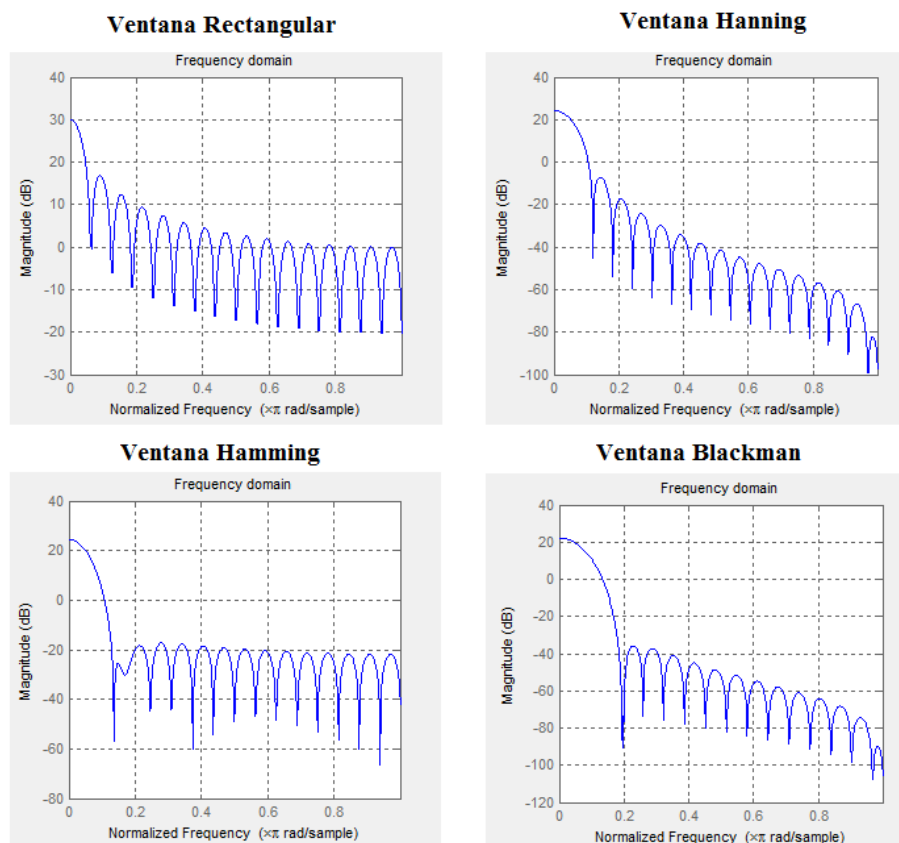 Ventana Rectangular
Frequency domain
Magnitude (dB)
40
30
20
10
0
-10
-20
-30
0 0.2 0.4 0.6 0.8
Normalized Frequency (×π rad/sample)
Ventana Hanning
Frequency domain
Magnitude (dB)
40
20
0
-20
-40
-60
-80
-100
0 0.2 0.4 0.6 0.8
Normalized Frequency (×π rad/sample)
Ventana Hamming
Frequency domain
Magnitude (dB)
40
20
0
-20
-40
-60
-80
0 0.2 0.4 0.6 0.8
Normalized Frequency (×π rad/sample)
Ventana Blackman
Frequency domain
Magnitude (dB)
40
20
0
-20
-40
-60
-80
-100
-120
0 0.2 0.4 0.6 0.8
Normalized Frequency (×π rad/sample)